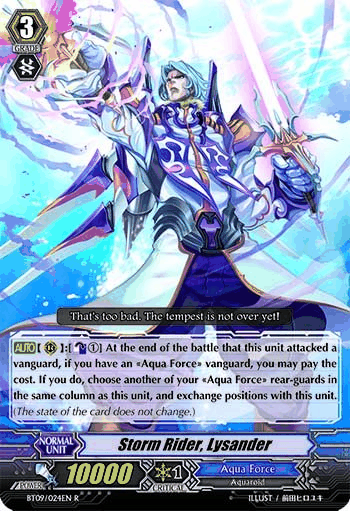 3
GRADE
That's too bad. The tempest is not over yet!
AUTO【 】:[ ①] At the end of the battle that this unit attacked a
vanguard, if you have an «Aqua Force» vanguard, you may pay the
cost. If you do, choose another of your «Aqua Force» rear-guards in
the same column as this unit, and exchange positions with this unit.
(The state of the card does not change.)
NORMAL UNIT
Storm Rider, Lysander
POWER 10000 1 CRITICAL
Aqua Force
Aquaroid
BT09/024EN R
ILLUST / 前田ヒロユキ